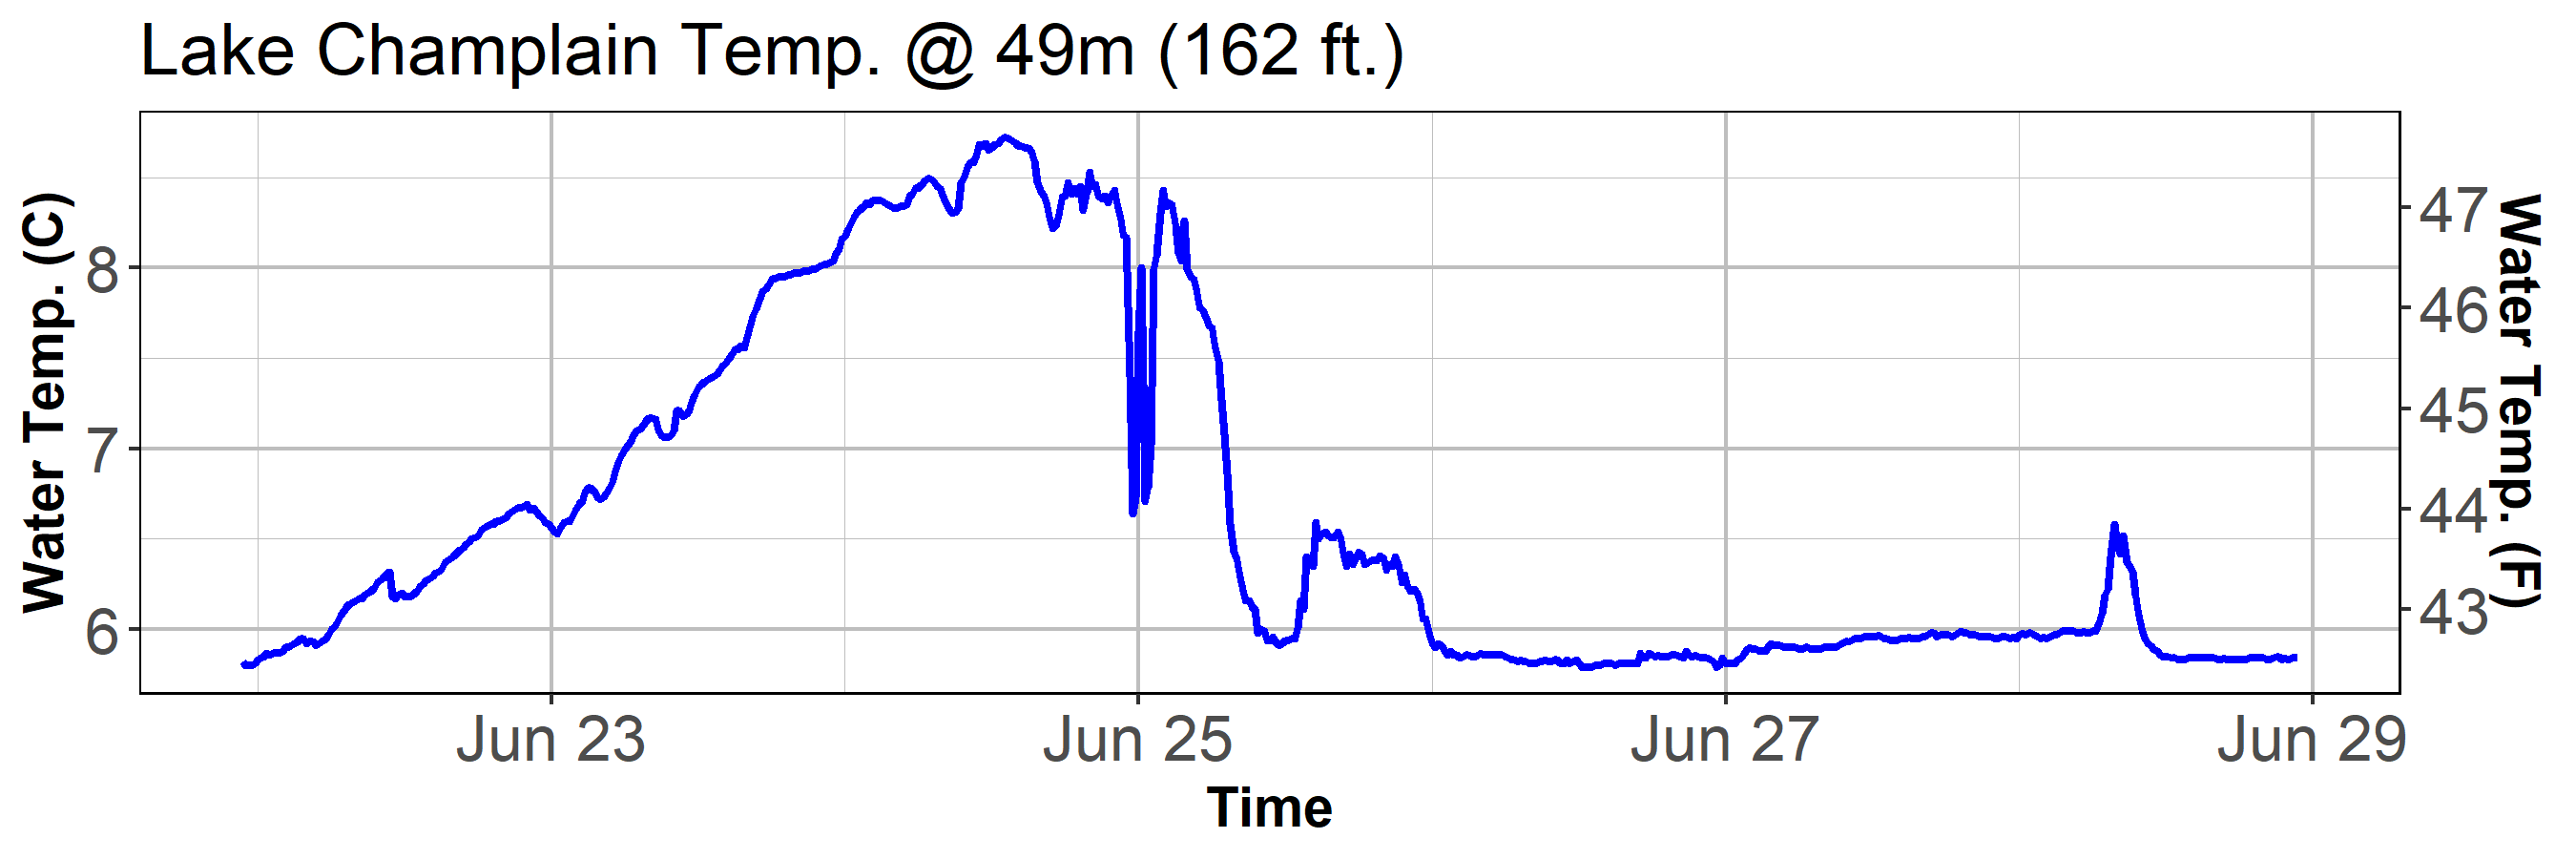 Lake Champlain Temp. @ 49m (162 ft.)
Water Temp. (C)
8
7
6
47
46
45
44
43
Water Temp. (F)
Jun 23 Jun 25 Jun 27 Jun 29
Time